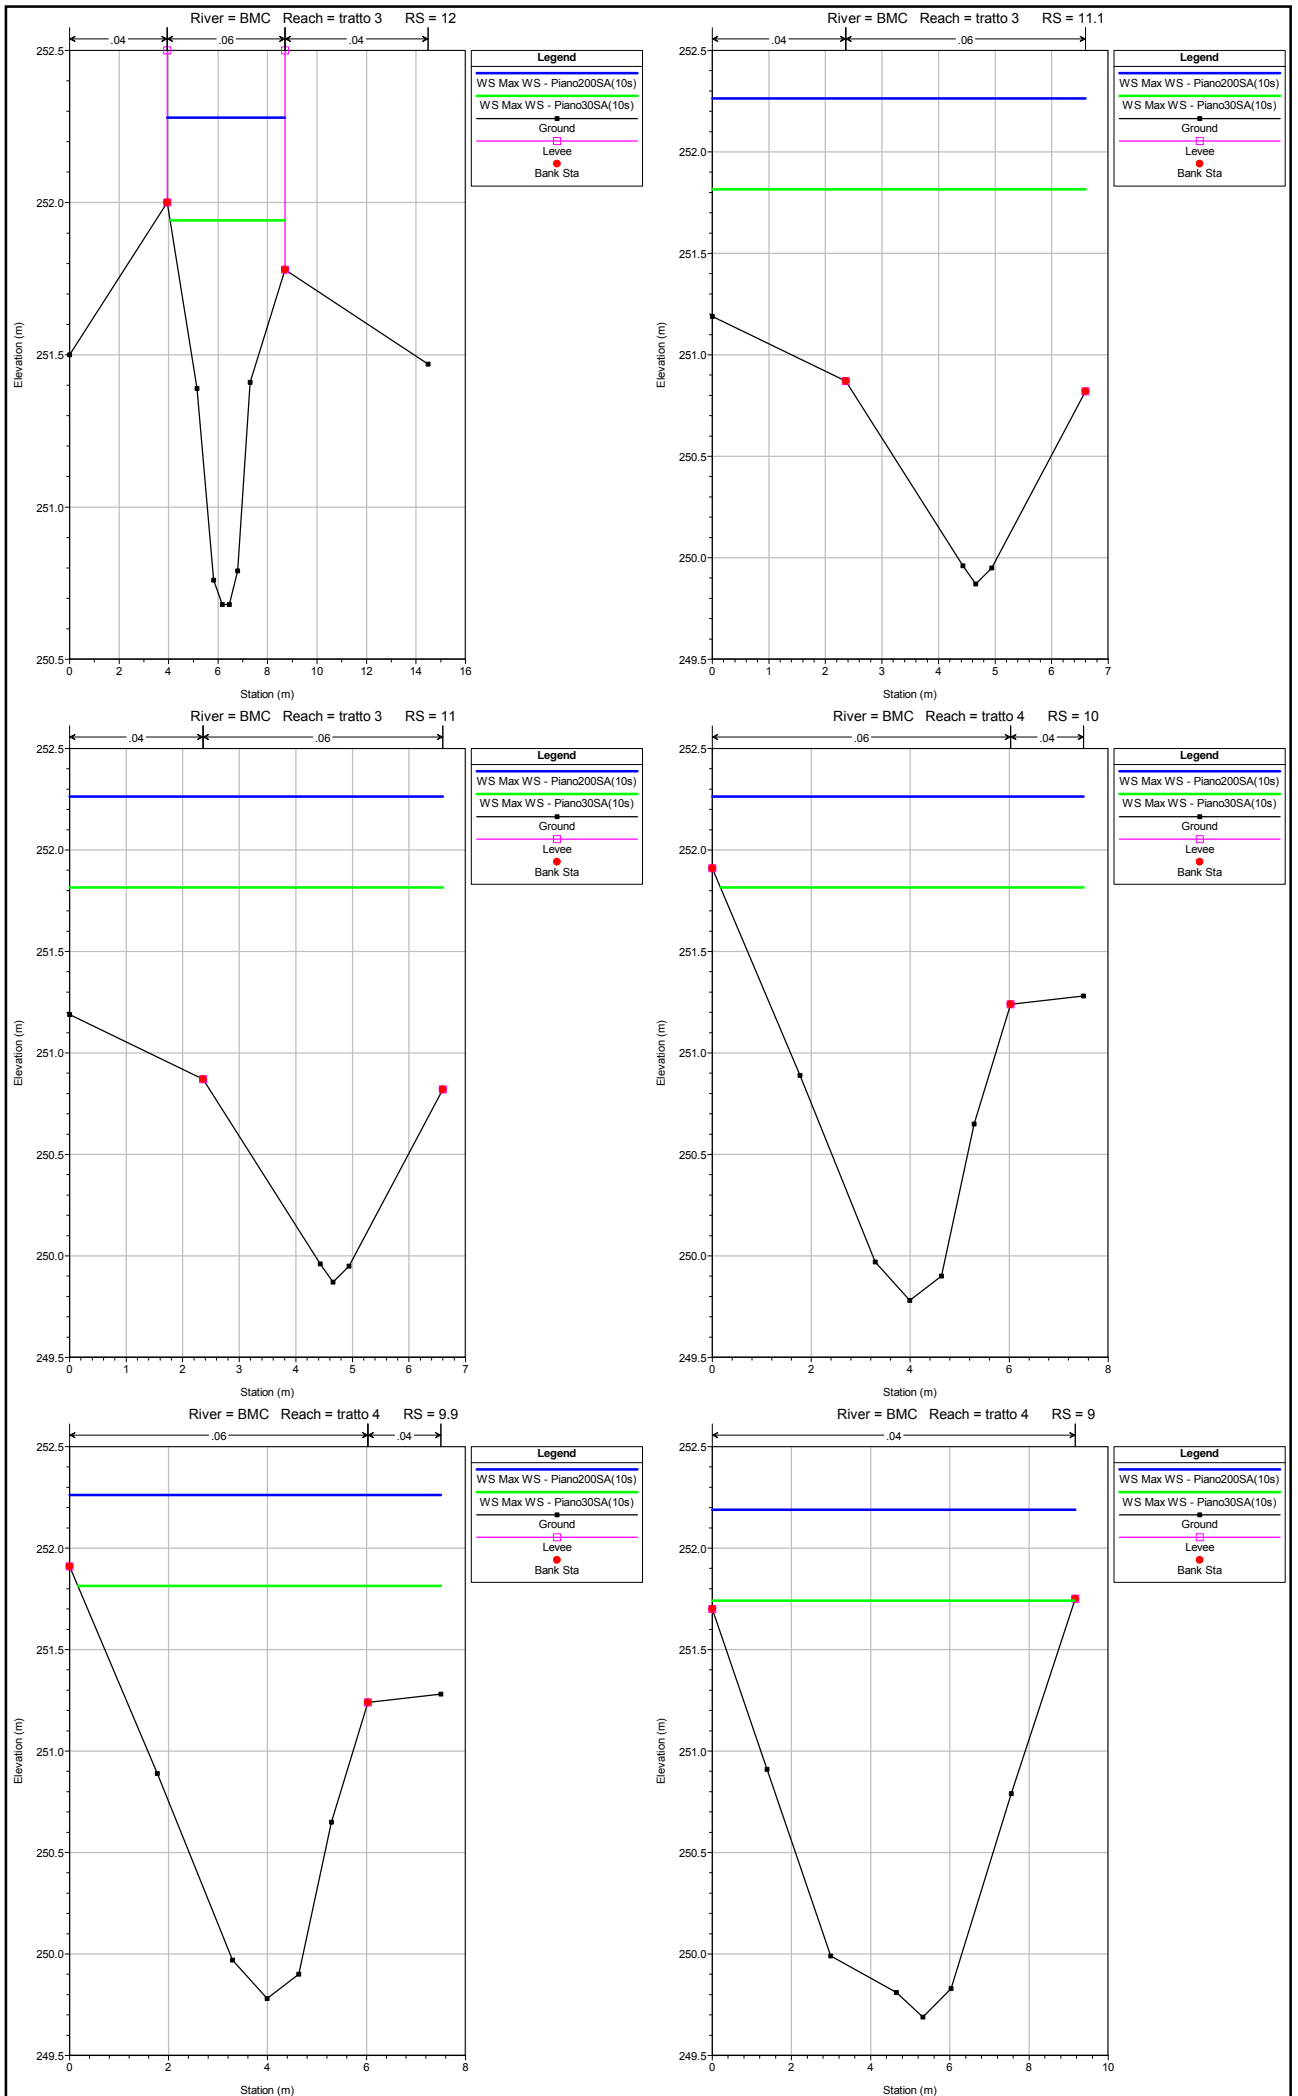 River = BMC   Reach = tratto 3      RS = 12
.04 .06 .04
252.5
252.0
251.5
251.0
250.5
0 2 4 6 8 10 12 14 16
Station (m)
Elevation (m)
Legend
WS Max WS - Piano200SA(10s)
WS Max WS - Piano30SA(10s)
Ground
Levee
Bank Sta
River = BMC   Reach = tratto 3      RS = 11.1
.04 .06
252.5
252.0
251.5
251.0
250.5
250.0
249.5
0 1 2 3 4 5 6 7
Station (m)
Elevation (m)
Legend
WS Max WS - Piano200SA(10s)
WS Max WS - Piano30SA(10s)
Ground
Levee
Bank Sta
River = BMC   Reach = tratto 3      RS = 11
.04 .06
252.5
252.0
251.5
251.0
250.5
250.0
249.5
0 1 2 3 4 5 6 7
Station (m)
Elevation (m)
Legend
WS Max WS - Piano200SA(10s)
WS Max WS - Piano30SA(10s)
Ground
Levee
Bank Sta
River = BMC   Reach = tratto 4      RS = 10
.06 .04
252.5
252.0
251.5
251.0
250.5
250.0
249.5
0 2 4 6 8
Station (m)
Elevation (m)
Legend
WS Max WS - Piano200SA(10s)
WS Max WS - Piano30SA(10s)
Ground
Levee
Bank Sta
River = BMC   Reach = tratto 4      RS = 9.9
.06 .04
252.5
252.0
251.5
251.0
250.5
250.0
249.5
0 2 4 6 8
Station (m)
Elevation (m)
Legend
WS Max WS - Piano200SA(10s)
WS Max WS - Piano30SA(10s)
Ground
Levee
Bank Sta
River = BMC   Reach = tratto 4      RS = 9
.04
252.5
252.0
251.5
251.0
250.5
250.0
249.5
0 2 4 6 8 10
Station (m)
Elevation (m)
Legend
WS Max WS - Piano200SA(10s)
WS Max WS - Piano30SA(10s)
Ground
Levee
Bank Sta